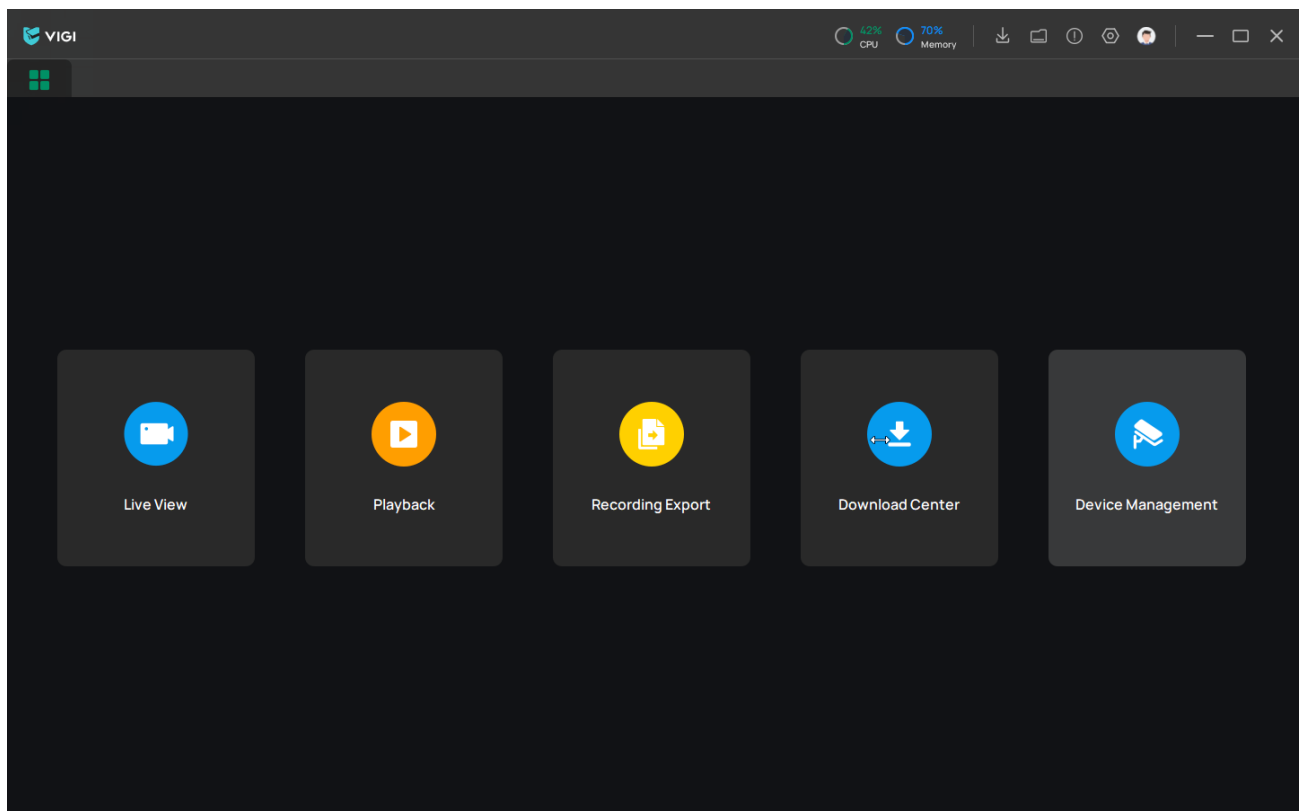 VIGI
42%
CPU
70%
Memory
Live View
Playback
Recording Export
Download Center
Device Management